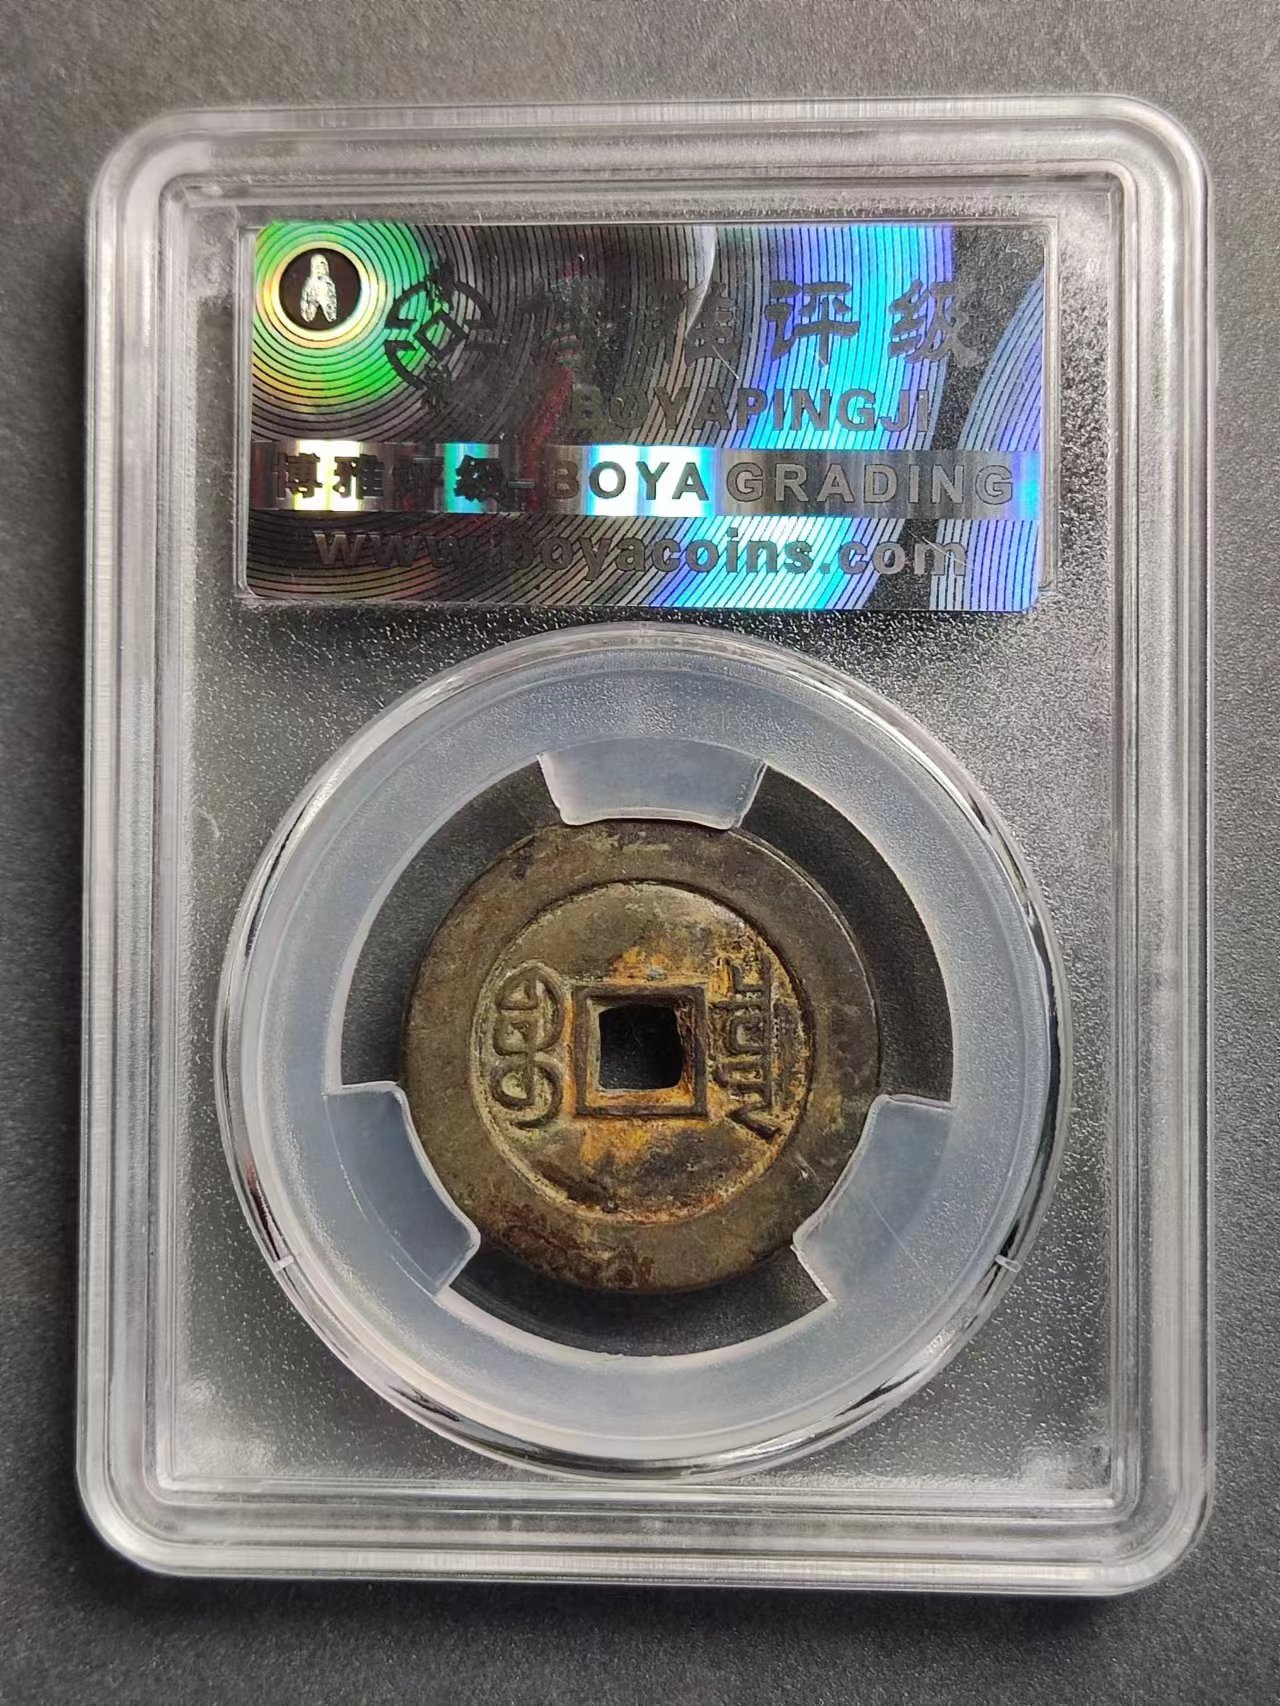 博雅评级
BOYAPINGJI
博雅评级-BOYA GRADING
www.boyacoins.com